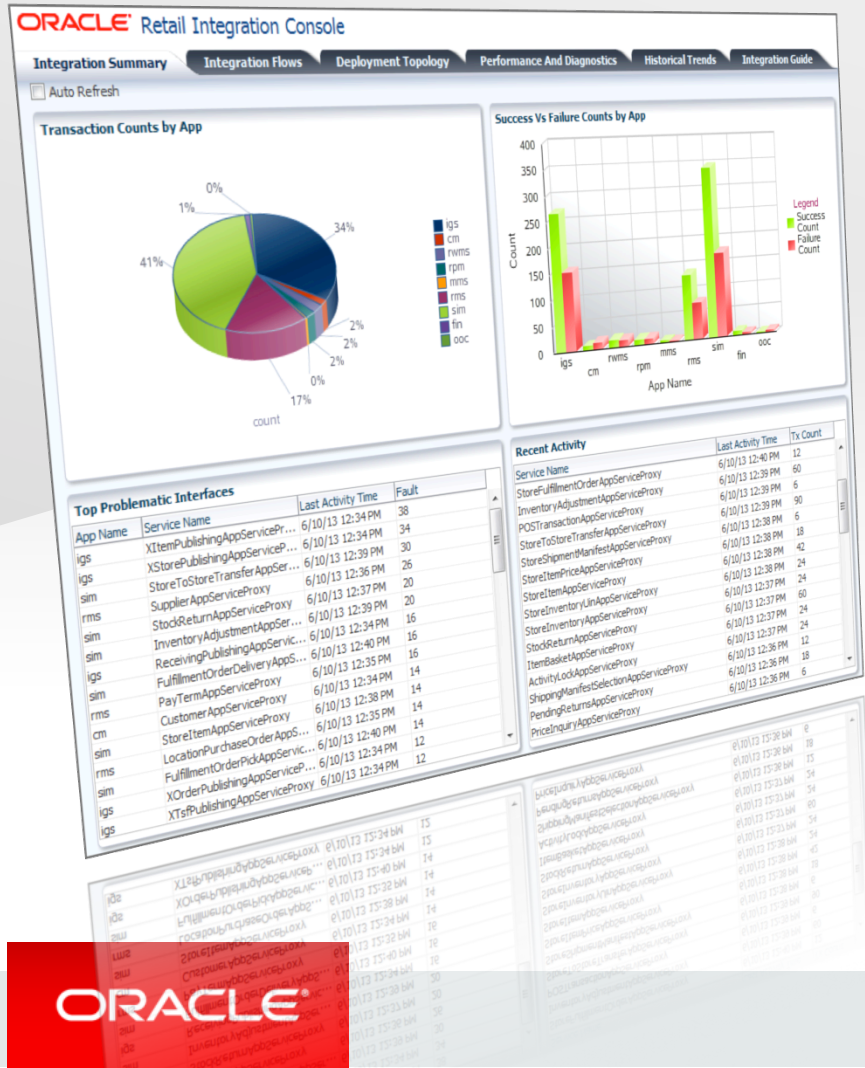 ORACLE Retail Integration Console
Integration Summary Integration Flows Deployment Topology Performance And Diagnostics Historical Trends Integration Guide
Auto Refresh
Transaction Counts by App
0%
1%
34%
41%
2%
2%
2%
0%
17%
count
igs
cm
rwms
rpm
mms
rms
sim
fin
ooc
Success Vs Failure Counts by App
400
350
300
250
200
150
100
50
0
Count
igs cm rwms rpm mms rms sim fin ooc
App Name
Legend
Success
Count
Failure
Count
Top Problematic Interfaces
App Name Service Name Last Activity Time Fault
igs XItemPublishingAppServicePr... 6/10/13 12:34 PM 38
igs XStorePublishingAppServiceP... 6/10/13 12:34 PM 34
sim StoreToStoreTransferAppSer... 6/10/13 12:39 PM 30
rms SupplierAppServiceProxy 6/10/13 12:36 PM 26
sim StockReturnAppServiceProxy 6/10/13 12:37 PM 20
sim InventoryAdjustmentAppSer... 6/10/13 12:39 PM 20
igs ReceivingPublishingAppServic... 6/10/13 12:34 PM 16
sim FulfillmentOrderDeliveryAppS... 6/10/13 12:40 PM 16
rms PayTermAppServiceProxy 6/10/13 12:35 PM 16
cm CustomerAppServiceProxy 6/10/13 12:34 PM 14
sim StoreItemAppServiceProxy 6/10/13 12:38 PM 14
rms LocationPurchaseOrderAppS... 6/10/13 12:35 PM 14
sim FulfillmentOrderPickAppServic... 6/10/13 12:40 PM 14
igs XOrderPublishingAppServiceP... 6/10/13 12:34 PM 12
igs XTsfPublishingAppServiceProxy 6/10/13 12:34 PM 12
Recent Activity
Service Name Last Activity Time Tx Count
StoreFulfillmentOrderAppServiceProxy 6/10/13 12:40 PM 12
InventoryAdjustmentAppServiceProxy 6/10/13 12:39 PM 60
POSTransactionAppServiceProxy 6/10/13 12:39 PM 6
StoreToStoreTransferAppServiceProxy 6/10/13 12:39 PM 90
StoreShipmentManifestAppServiceProxy 6/10/13 12:38 PM 6
StoreItemPriceAppServiceProxy 6/10/13 12:38 PM 18
StoreItemAppServiceProxy 6/10/13 12:38 PM 42
StoreInventoryUinAppServiceProxy 6/10/13 12:38 PM 24
StoreInventoryAppServiceProxy 6/10/13 12:37 PM 24
StockReturnAppServiceProxy 6/10/13 12:37 PM 60
ItemBasketAppServiceProxy 6/10/13 12:37 PM 24
ActivityLockAppServiceProxy 6/10/13 12:37 PM 24
ShippingManifestSelectionAppServiceProxy 6/10/13 12:36 PM 12
PendingReturnsAppServiceProxy 6/10/13 12:36 PM 18
PriceInquiryAppServiceProxy 6/10/13 12:36 PM 6
ORACLE